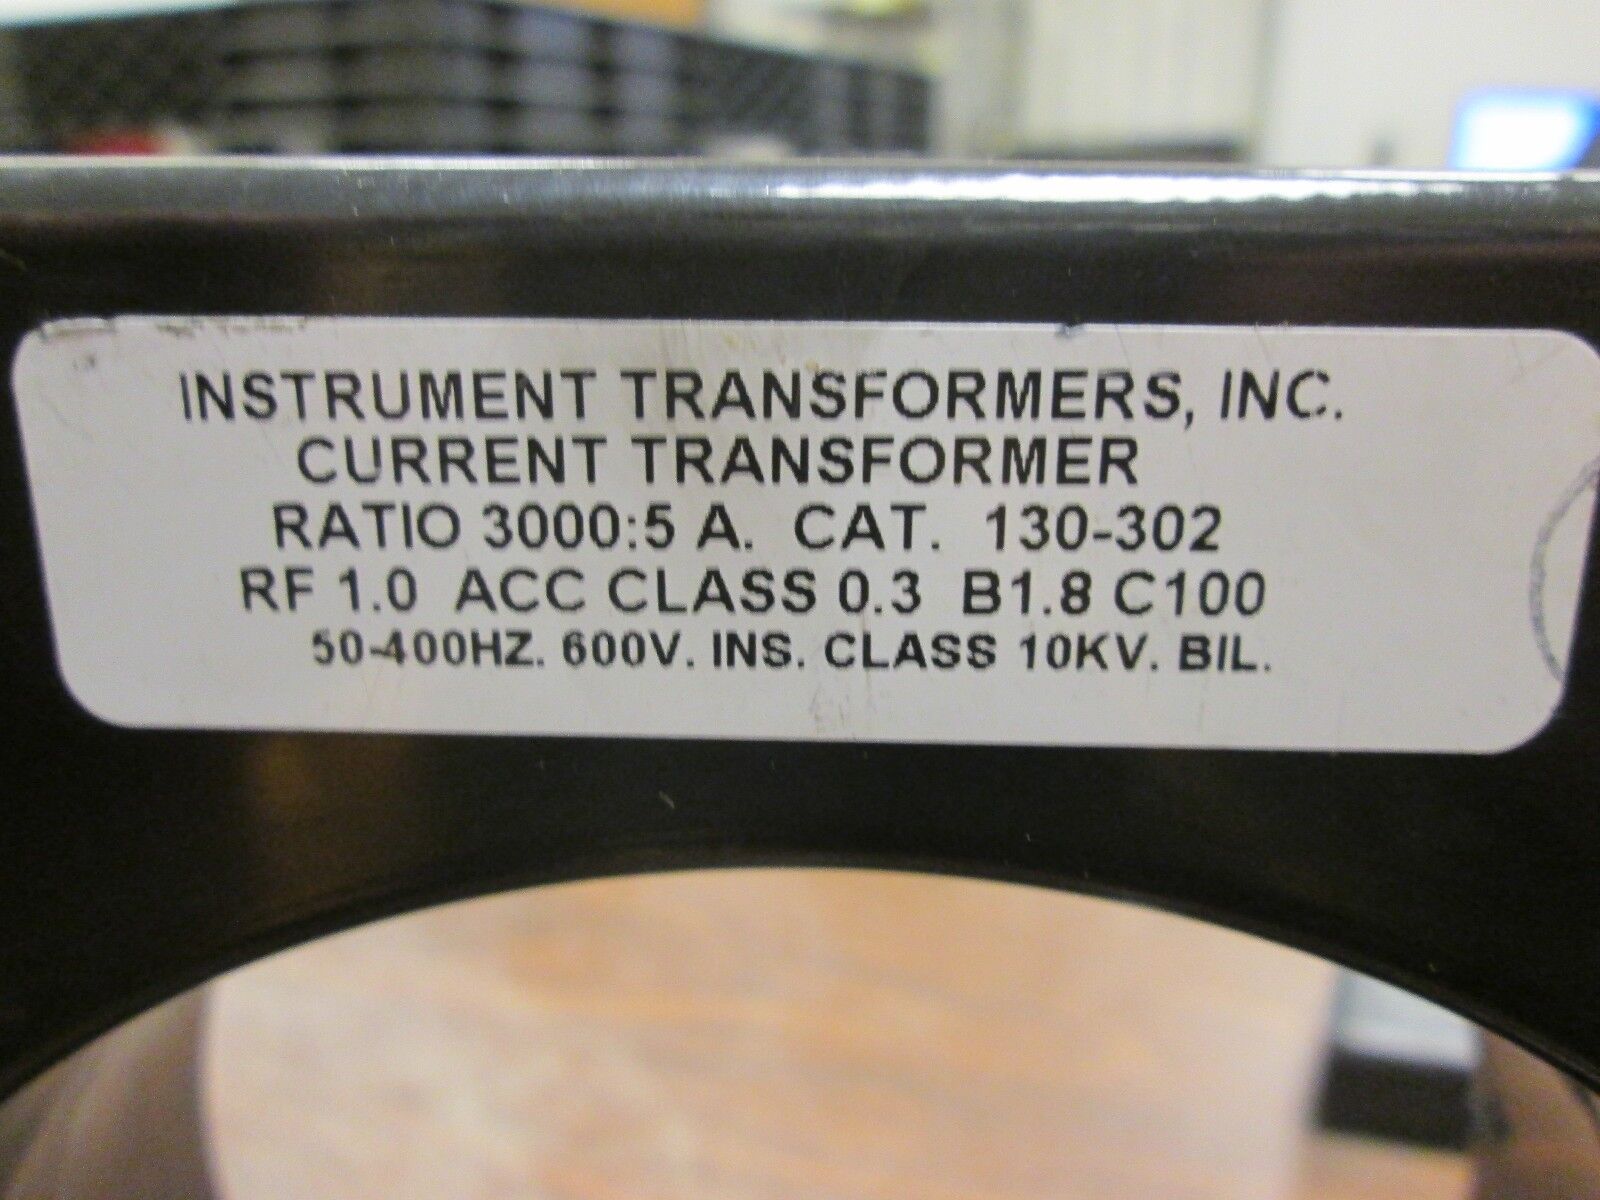 INSTRUMENT TRANSFORMERS, INC.
CURRENT TRANSFORMER
RATIO 3000:5 A. CAT. 130-302
RF 1.0 ACC CLASS 0.3 B1.8 C100
50-400HZ. 600V. INS. CLASS 10KV. BIL.